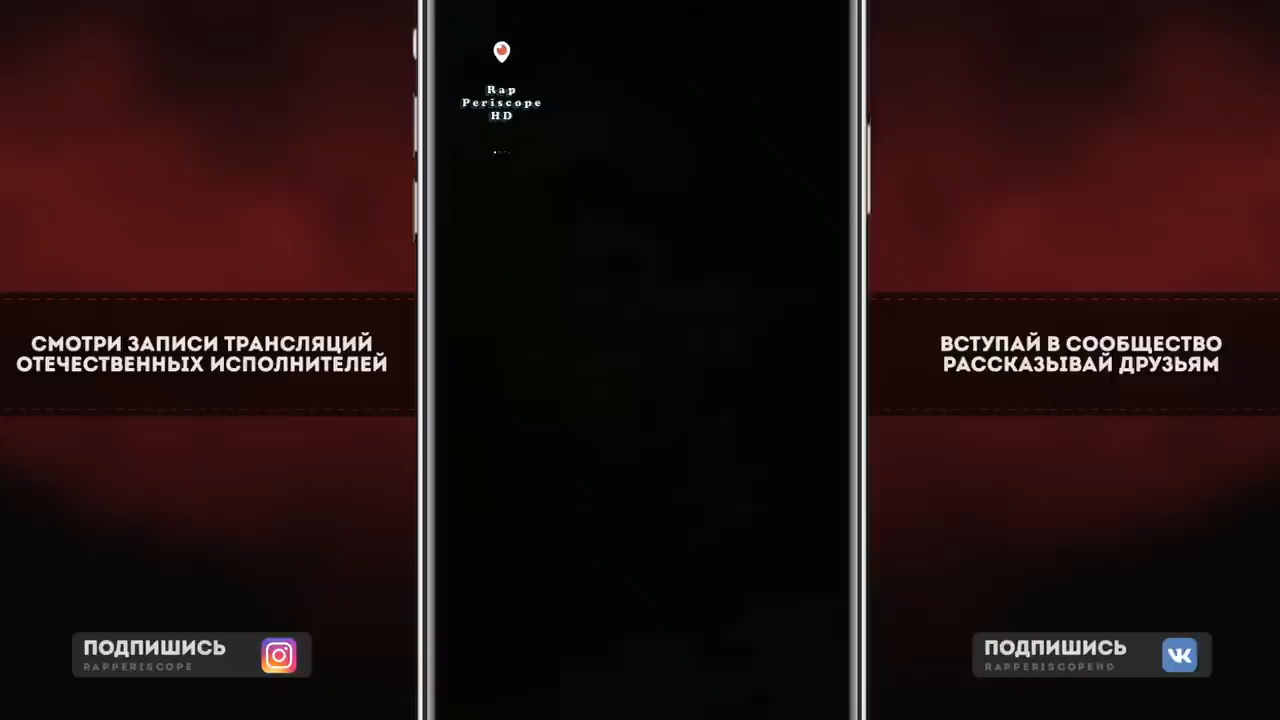 Rap
Periscope
HD
СМОТРИ ЗАПИСИ ТРАНСЛЯЦИЙ
ОТЕЧЕСТВЕННЫХ ИСПОЛНИТЕЛЕЙ
ВСТУПАЙ В СООБЩЕСТВО
РАССКАЗЫВАЙ ДРУЗЬЯМ
ПОДПИШИСЬ
RAPPERISCOPE
ПОДПИШИСЬ
RAPPERISCOPEHD